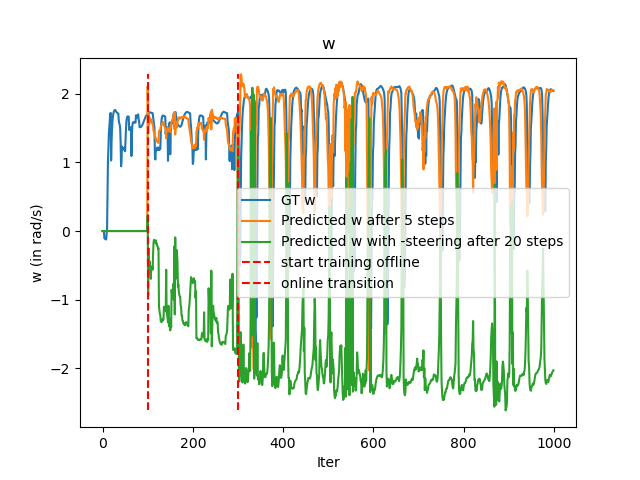 w
w (in rad/s)
2
1
0
−1
−2
GT w
Predicted w after 5 steps
Predicted w with -steering after 20 steps
start training offline
online transition
0 200 400 600 800 1000
Iter